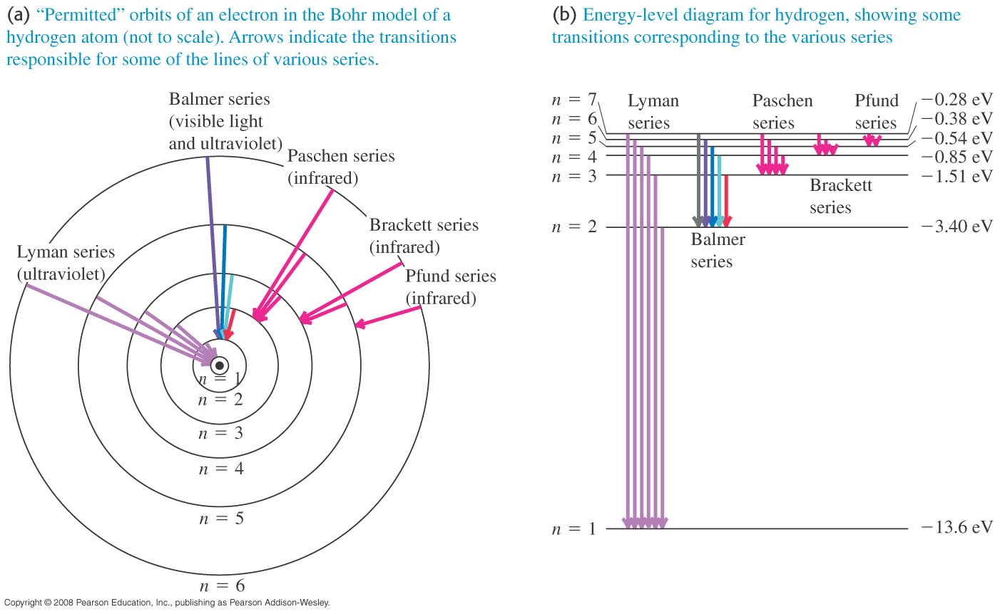 (a) “Permitted” orbits of an electron in the Bohr model of a
hydrogen atom (not to scale). Arrows indicate the transitions
responsible for some of the lines of various series.
Balmer series
(visible light
and ultraviolet)
Paschen series
(infrared)
Brackett series
(infrared)
Pfund series
(infrared)
Lyman series
(ultraviolet)
n = 1
n = 2
n = 3
n = 4
n = 5
n = 6
(b) Energy-level diagram for hydrogen, showing some
transitions corresponding to the various series
n = 7
n = 6
n = 5
n = 4
n = 3
n = 2
n = 1
Lyman
series
Paschen
series
Pfund
series
Brackett
series
Balmer
series
−0.28 eV
−0.38 eV
−0.54 eV
−0.85 eV
−1.51 eV
−3.40 eV
−13.6 eV
Copyright © 2008 Pearson Education, Inc., publishing as Pearson Addison-Wesley.